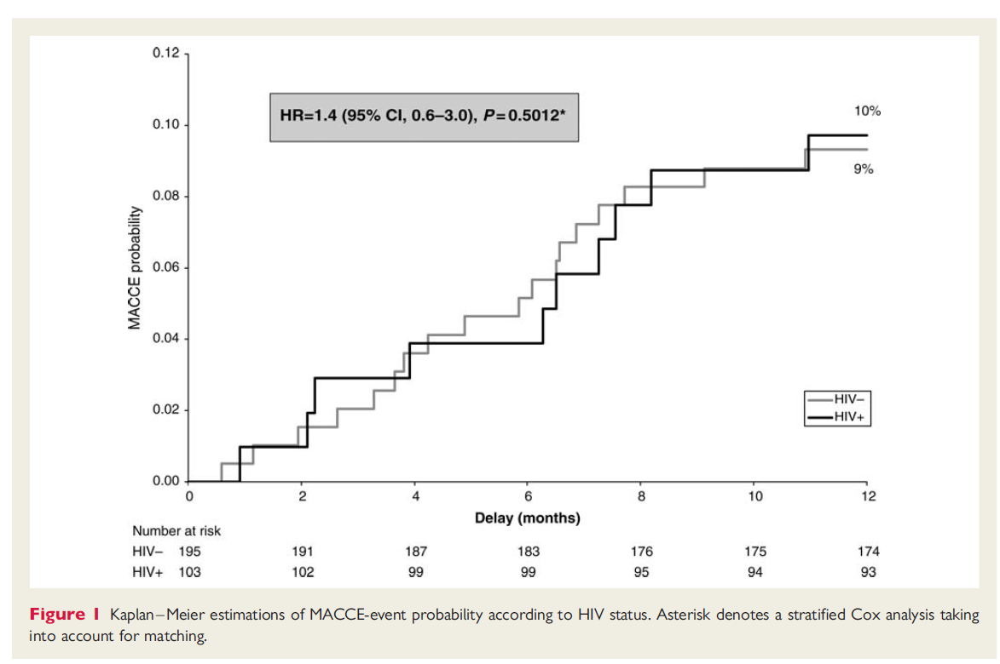 0.12
0.10
0.08
0.06
0.04
0.02
0.00
MACCE probability
HR=1.4 (95% CI, 0.6–3.0), P=0.5012*
10%
9%
HIV–
HIV+
0 2 4 6 8 10 12
Delay (months)
Number at risk
HIV– 195 191 187 183 176 175 174
HIV+ 103 102 99 99 95 94 93
Figure 1 Kaplan–Meier estimations of MACCE-event probability according to HIV status. Asterisk denotes a stratified Cox analysis taking
into account for matching.